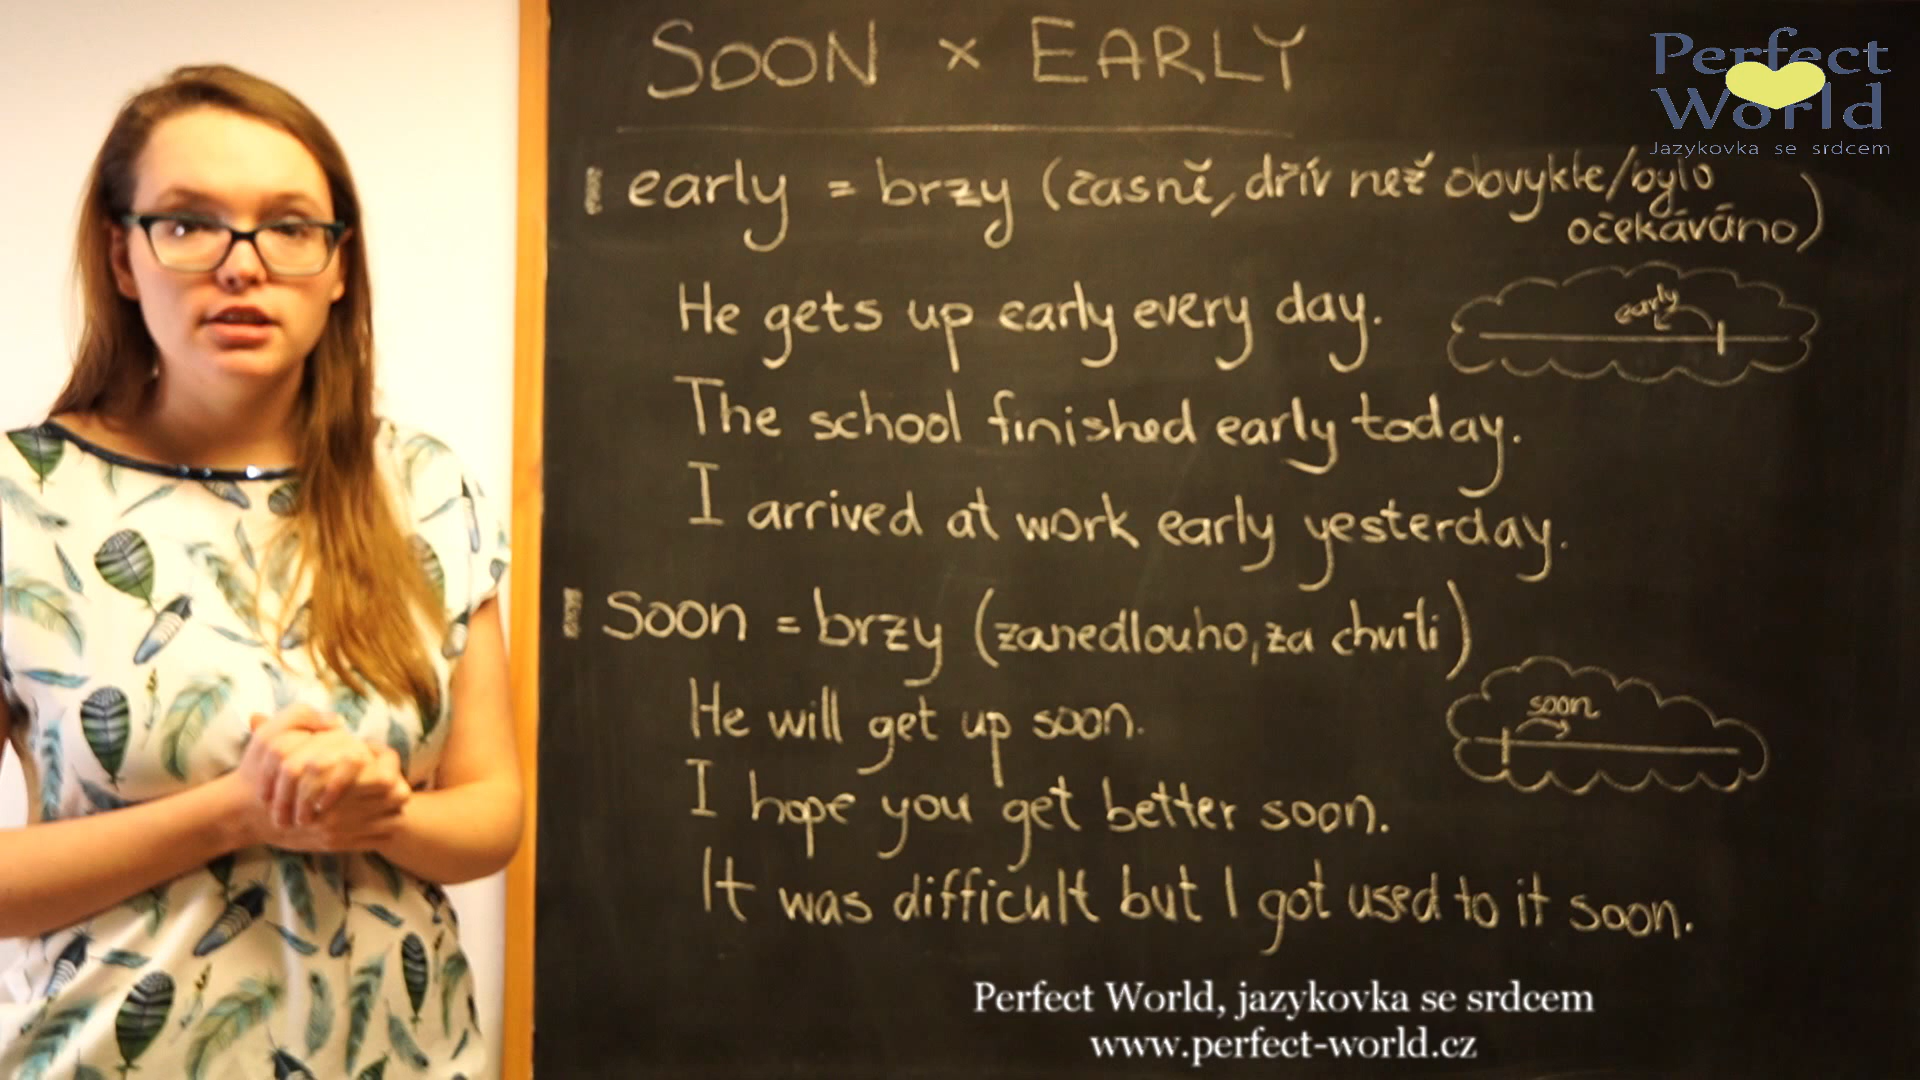 SOON x EARLY
Perfect
World
Jazykovka se srdcem
early = brzy (časně, dřív než obvykle/bylo
očekáváno)
He gets up early every day.
early
The school finished early today.
I arrived at work early yesterday.
soon = brzy (zanedlouho, za chvíli)
He will get up soon.
soon
I hope you get better soon.
It was difficult but I got used to it soon.
Perfect World, jazykovka se srdcem
www.perfect-world.cz